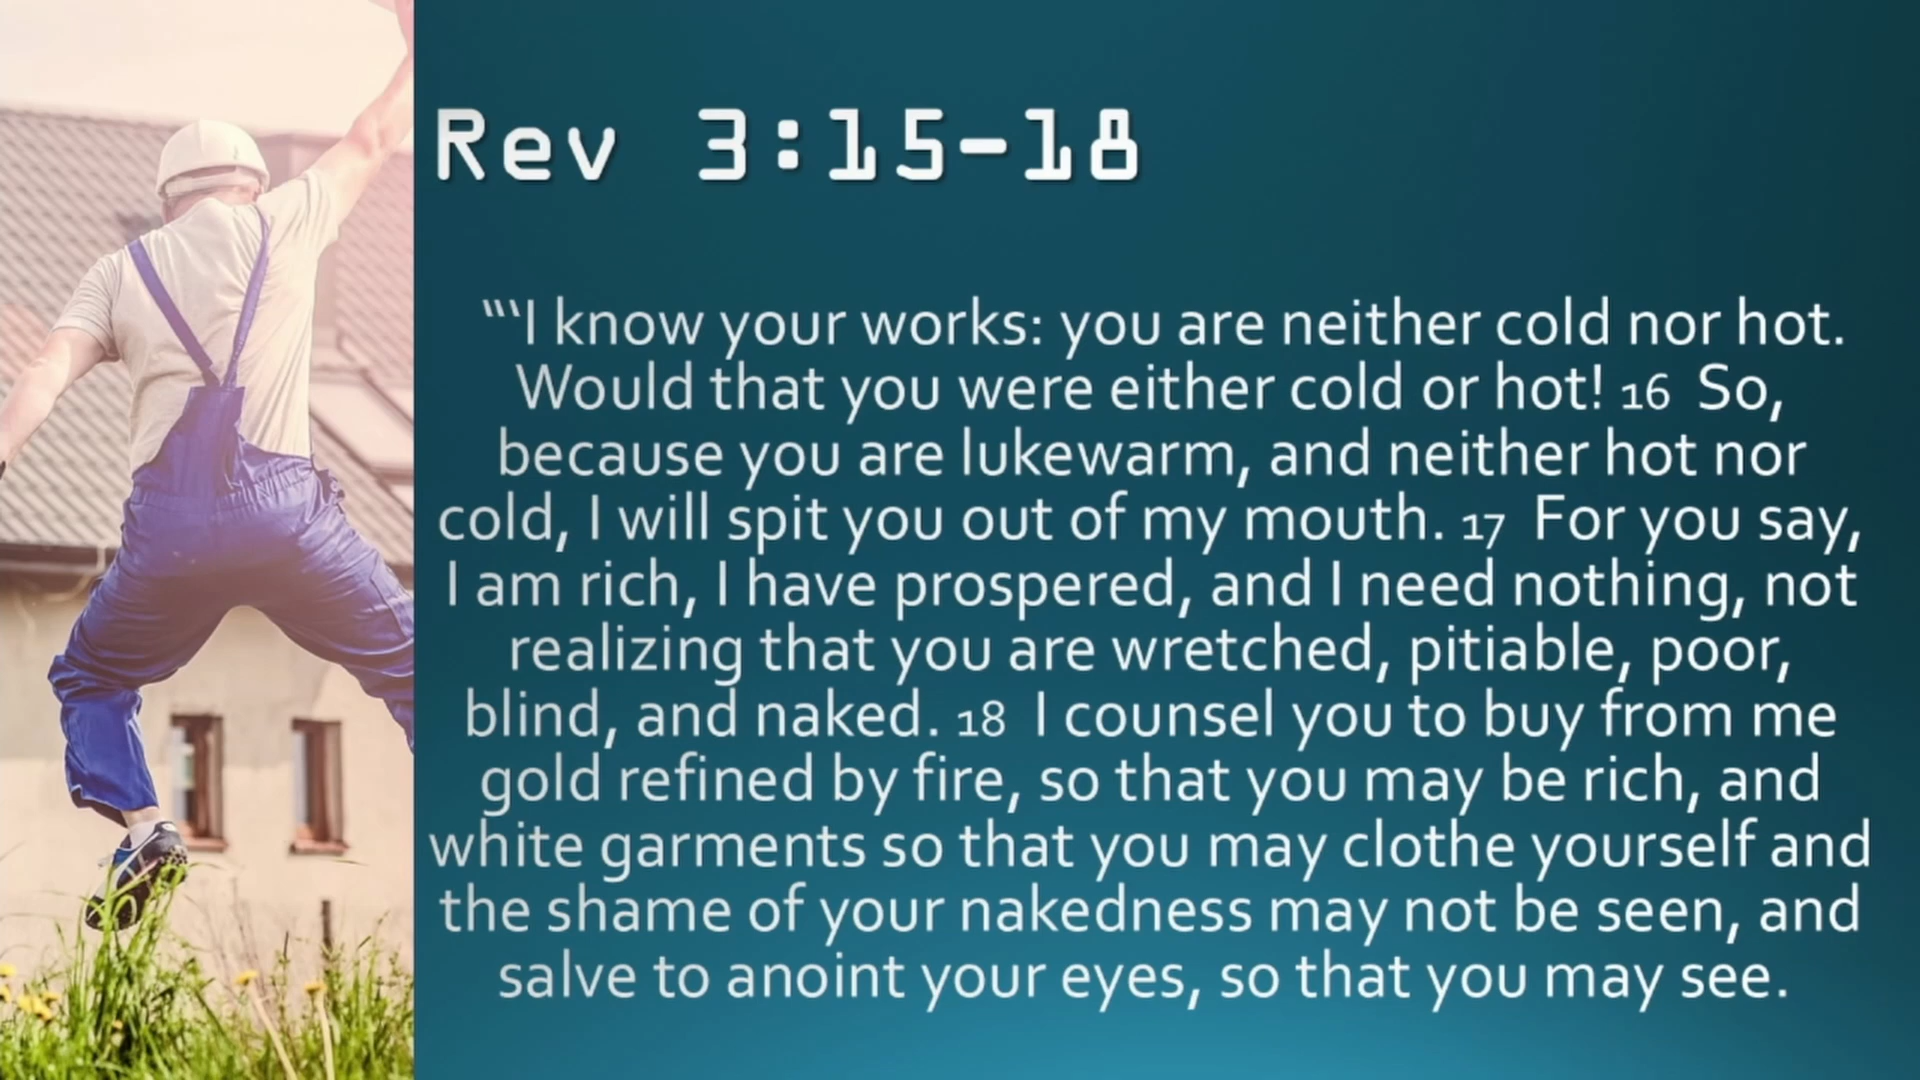 Rev 3:15-18
“‘“I know your works: you are neither cold nor hot.
Would that you were either cold or hot! 16 So,
because you are lukewarm, and neither hot nor
cold, I will spit you out of my mouth. 17 For you say,
I am rich, I have prospered, and I need nothing, not
realizing that you are wretched, pitiable, poor,
blind, and naked. 18 I counsel you to buy from me
gold refined by fire, so that you may be rich, and
white garments so that you may clothe yourself and
the shame of your nakedness may not be seen, and
salve to anoint your eyes, so that you may see.